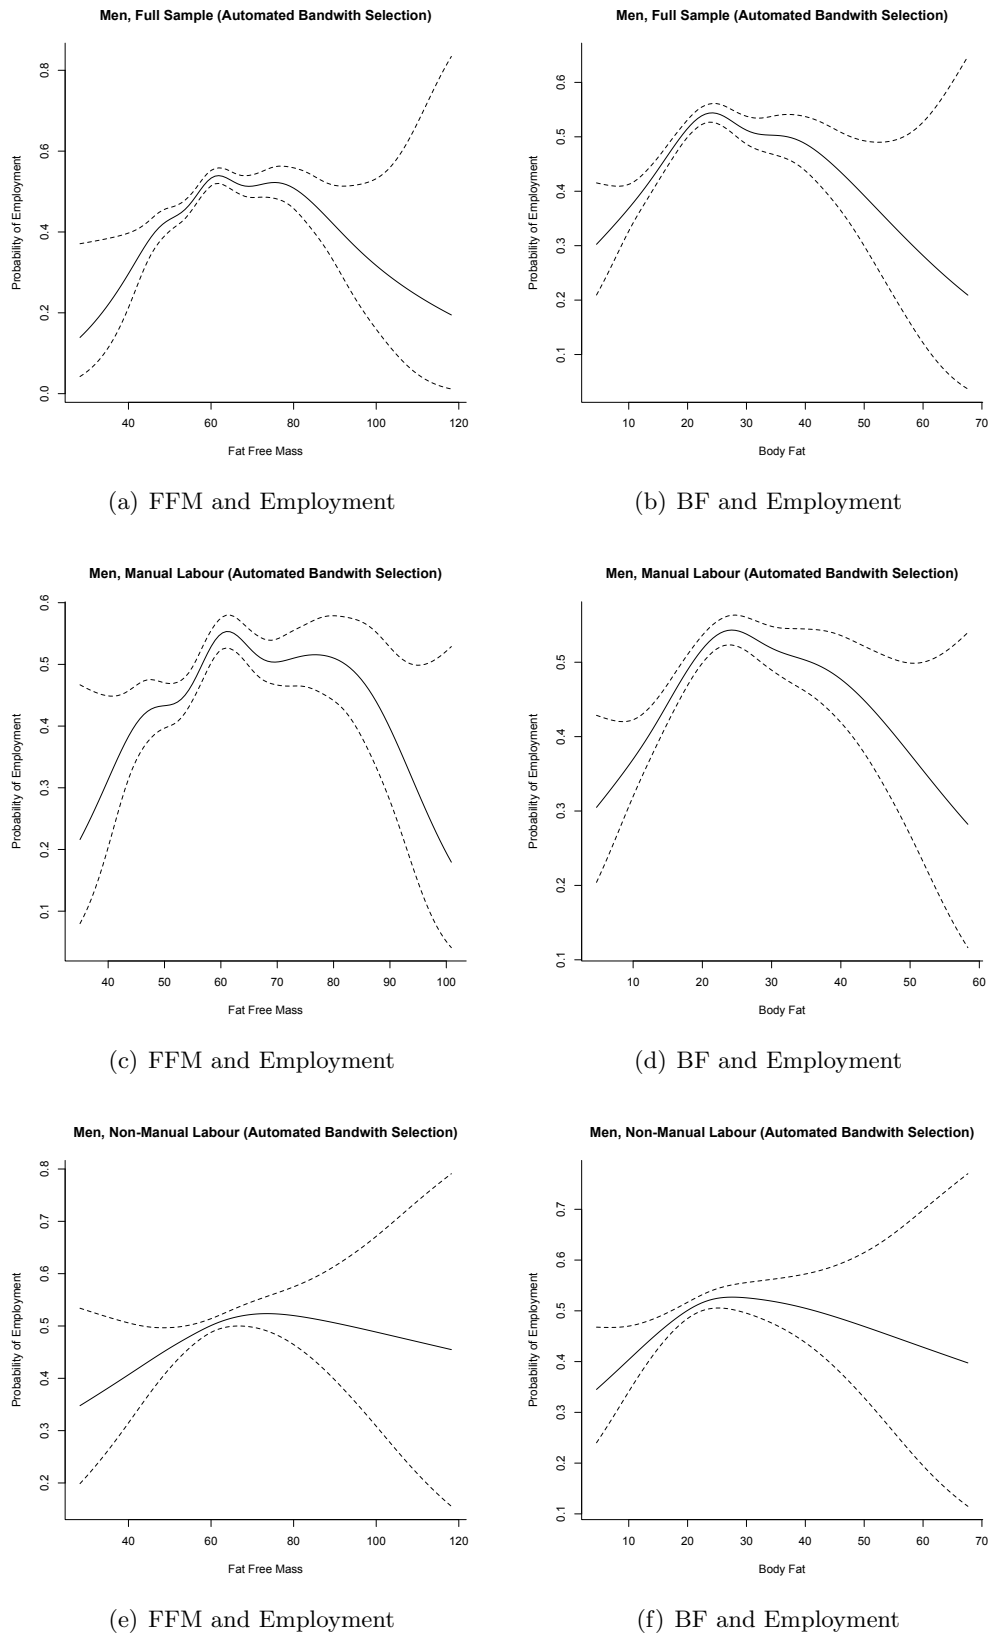 Men, Full Sample (Automated Bandwith Selection)
Probability of Employment
0.0 0.2 0.4 0.6 0.8
40 60 80 100 120
Fat Free Mass
(a) FFM and Employment
Men, Full Sample (Automated Bandwith Selection)
Probability of Employment
0.1 0.2 0.3 0.4 0.5 0.6
10 20 30 40 50 60 70
Body Fat
(b) BF and Employment
Men, Manual Labour (Automated Bandwith Selection)
Probability of Employment
0.1 0.2 0.3 0.4 0.5 0.6
40 50 60 70 80 90 100
Fat Free Mass
(c) FFM and Employment
Men, Manual Labour (Automated Bandwith Selection)
Probability of Employment
0.1 0.2 0.3 0.4 0.5
10 20 30 40 50 60
Body Fat
(d) BF and Employment
Men, Non-Manual Labour (Automated Bandwith Selection)
Probability of Employment
0.2 0.3 0.4 0.5 0.6 0.7 0.8
40 60 80 100 120
Fat Free Mass
(e) FFM and Employment
Men, Non-Manual Labour (Automated Bandwith Selection)
Probability of Employment
0.1 0.2 0.3 0.4 0.5 0.6 0.7
10 20 30 40 50 60 70
Body Fat
(f) BF and Employment